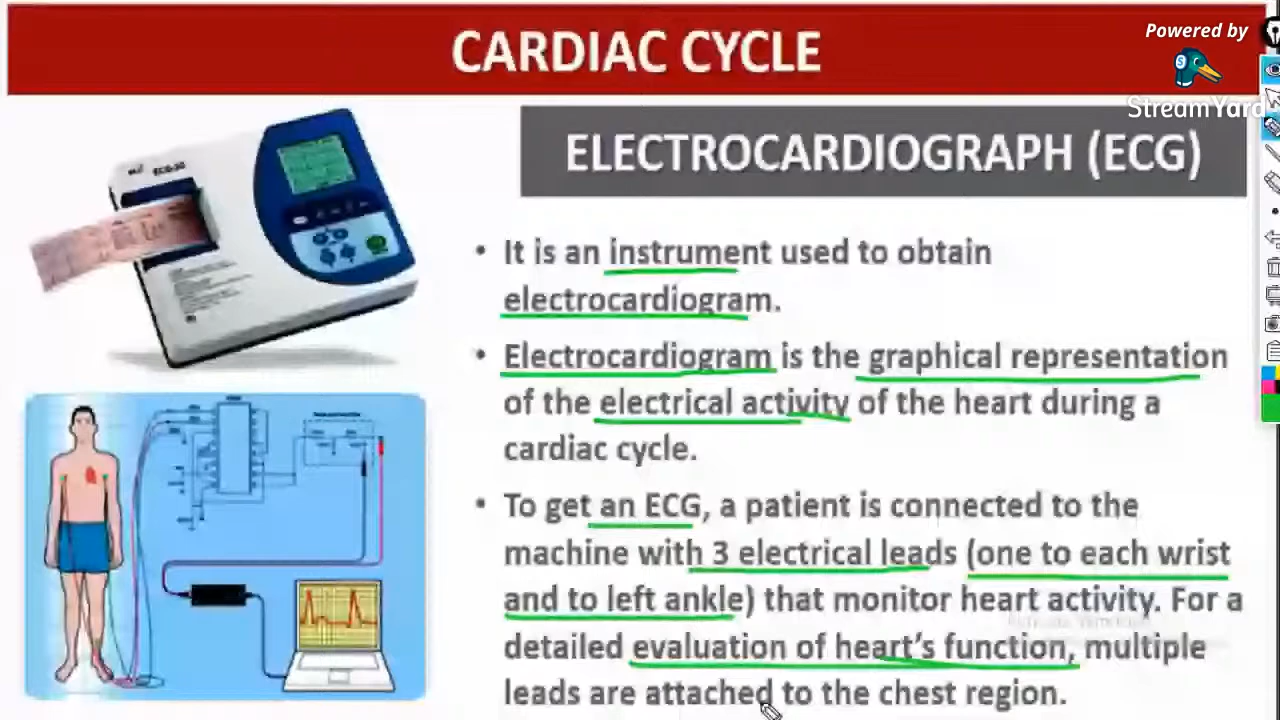 CARDIAC CYCLE
Powered by
StreamYard
ELECTROCARDIOGRAPH (ECG)
• It is an instrument used to obtain
electrocardiogram.
• Electrocardiogram is the graphical representation
of the electrical activity of the heart during a
cardiac cycle.
• To get an ECG, a patient is connected to the
machine with 3 electrical leads (one to each wrist
and to left ankle) that monitor heart activity. For a
detailed evaluation of heart's function, multiple
leads are attached to the chest region.